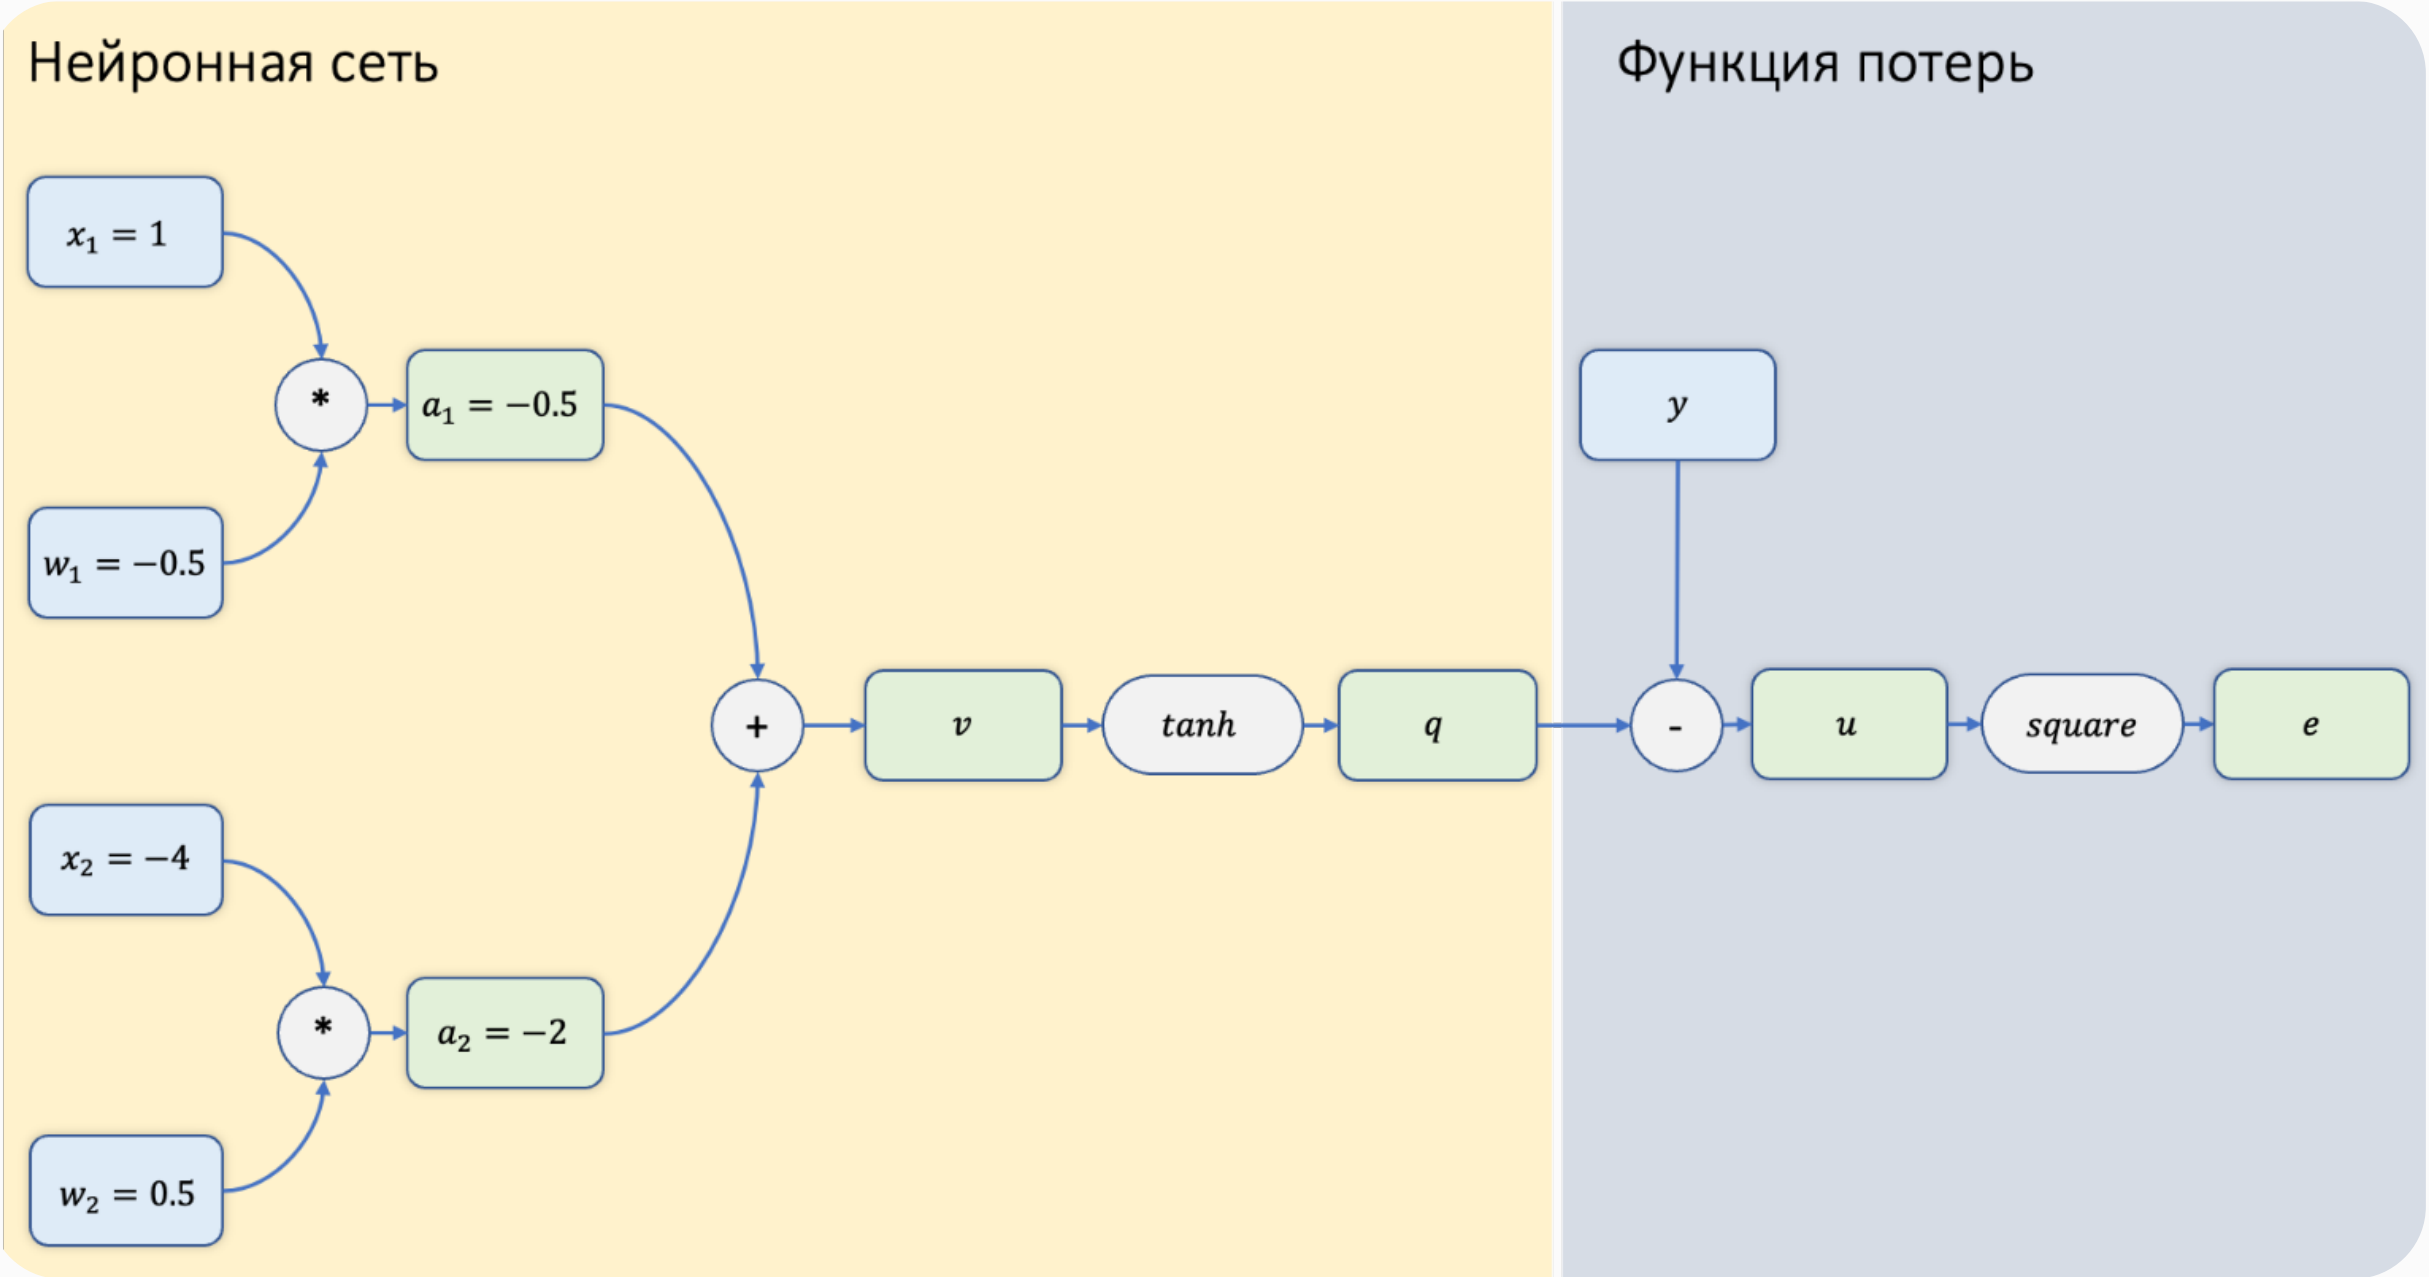 Нейронная сеть
Функция потерь
x₁ = 1
*
a₁ = −0.5
w₁ = −0.5
y
+
v
tanh
q
-
u
square
e
x₂ = −4
*
a₂ = −2
w₂ = 0.5